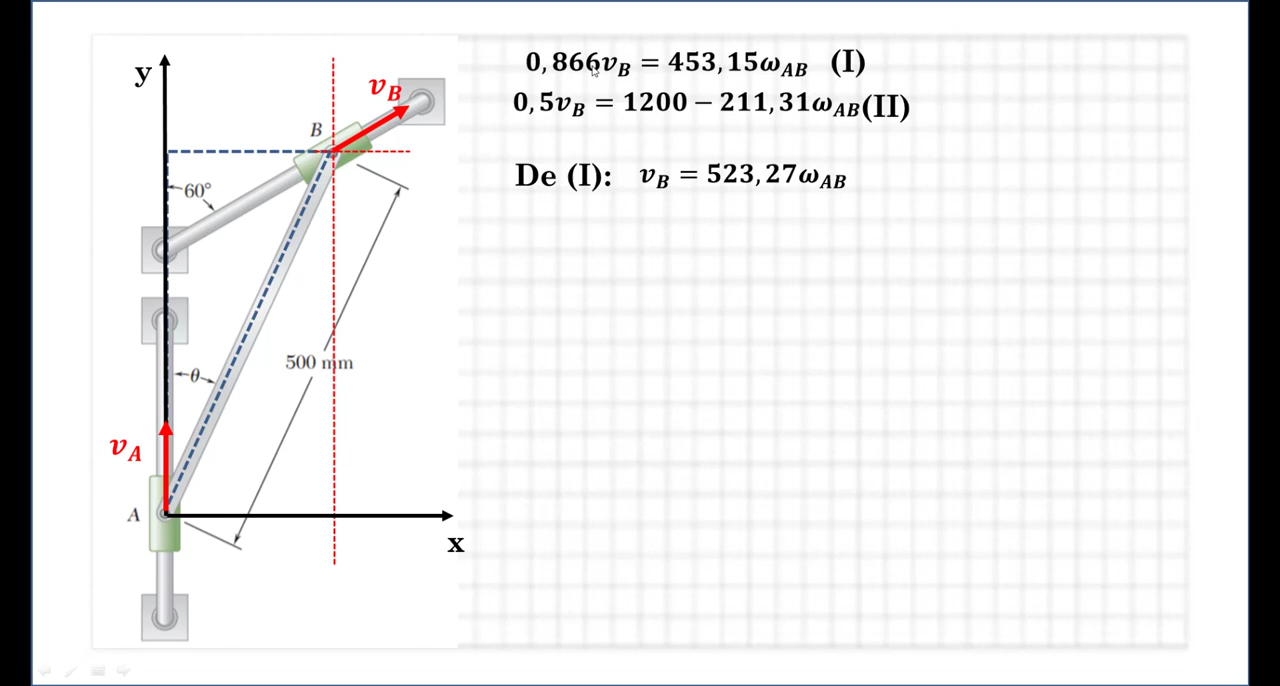 y
v_B
0,866v_B = 453,15ω_AB (I)
0,5v_B = 1200 − 211,31ω_AB(II)
B
De (I): v_B = 523,27ω_AB
60°
500 mm
θ
v_A
A
x